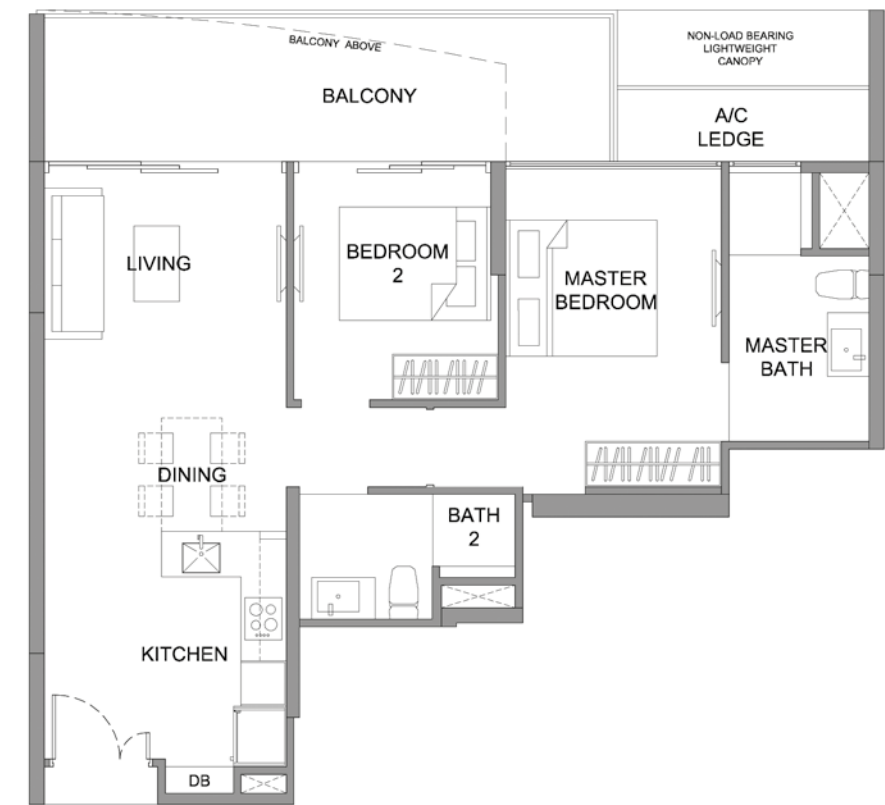 NON-LOAD BEARING
LIGHTWEIGHT
CANOPY
BALCONY ABOVE
BALCONY
A/C
LEDGE
LIVING
BEDROOM
2
MASTER
BEDROOM
MASTER
BATH
DINING
BATH
2
KITCHEN
DB